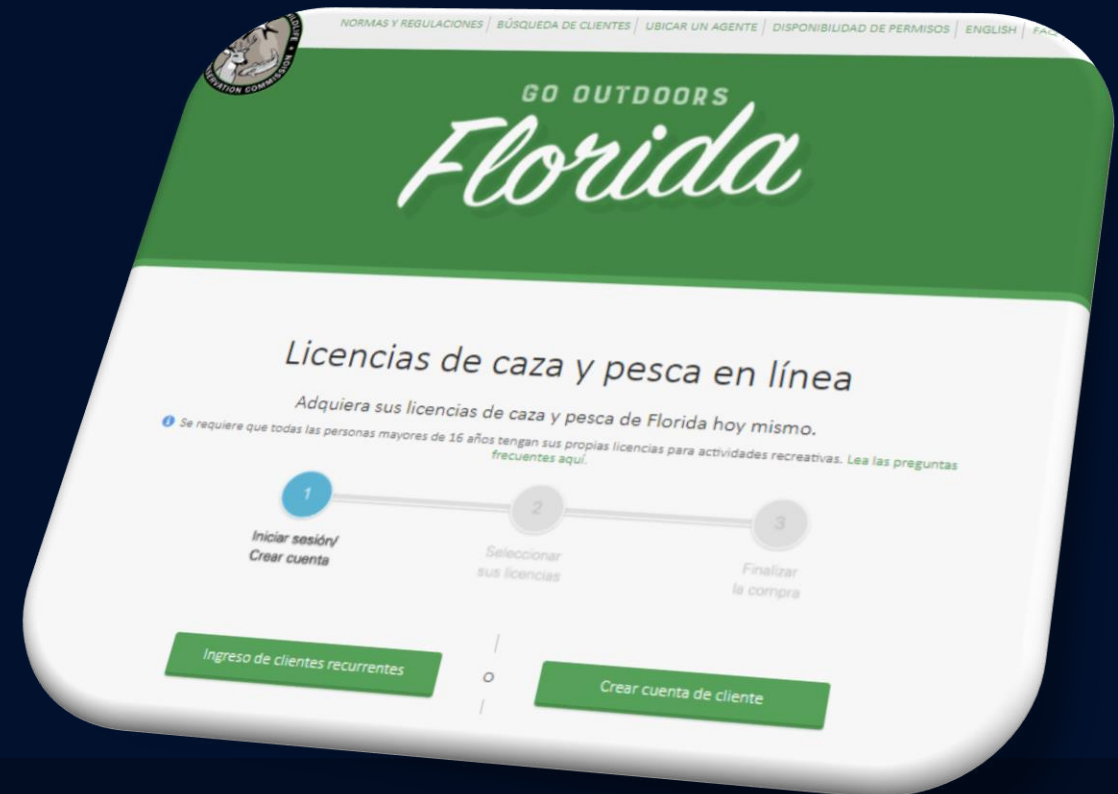 NORMAS Y REGULACIONES | BÚSQUEDA DE CLIENTES | UBICAR UN AGENTE | DISPONIBILIDAD DE PERMISOS | ENGLISH |
COMMISSION
GO OUTDOORS
Florida
Licencias de caza y pesca en línea
Adquiera sus licencias de caza y pesca de Florida hoy mismo.
Se requiere que todas las personas mayores de 16 años tengan sus propias licencias para actividades recreativas. Lea las preguntas
frecuentes aquí.
1
2
3
Iniciar sesión/
Crear cuenta
Seleccionar
sus licencias
Finalizar
la compra
Ingreso de clientes recurrentes
o
Crear cuenta de cliente